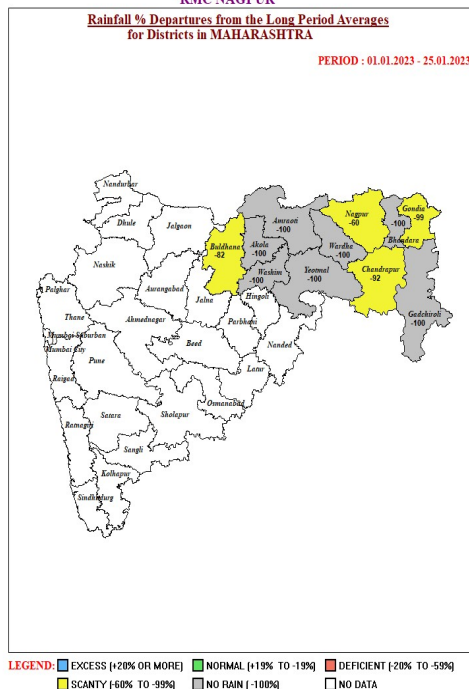 RMC NAGPUR
Rainfall % Departures from the Long Period Averages
for Districts in MAHARASHTRA
PERIOD : 01.01.2023 - 25.01.2023
Nandurbar
Dhule
Jalgaon
Buldhana
-82
Akola
-100
Amraoti
-100
Washim
-100
Yeotmal
-100
Wardha
-100
Nagpur
-60
-100
Bhandara
Gondia
-99
Chandrapur
-92
Gadchiroli
-100
Nashik
Palghar
Thane
Mumbai Suburban
Mumbai City
Raigad
Pune
Ahmednagar
Aurangabad
Jalna
Hingoli
Parbhani
Nanded
Beed
Latur
Osmanabad
Sholapur
Satara
Ramagiri
Sangli
Kolhapur
Sindhudurg
LEGEND: EXCESS (+20% OR MORE) NORMAL (+19% TO -19%) DEFICIENT (-20% TO -59%)
SCANTY (-60% TO -99%) NO RAIN (-100%) NO DATA